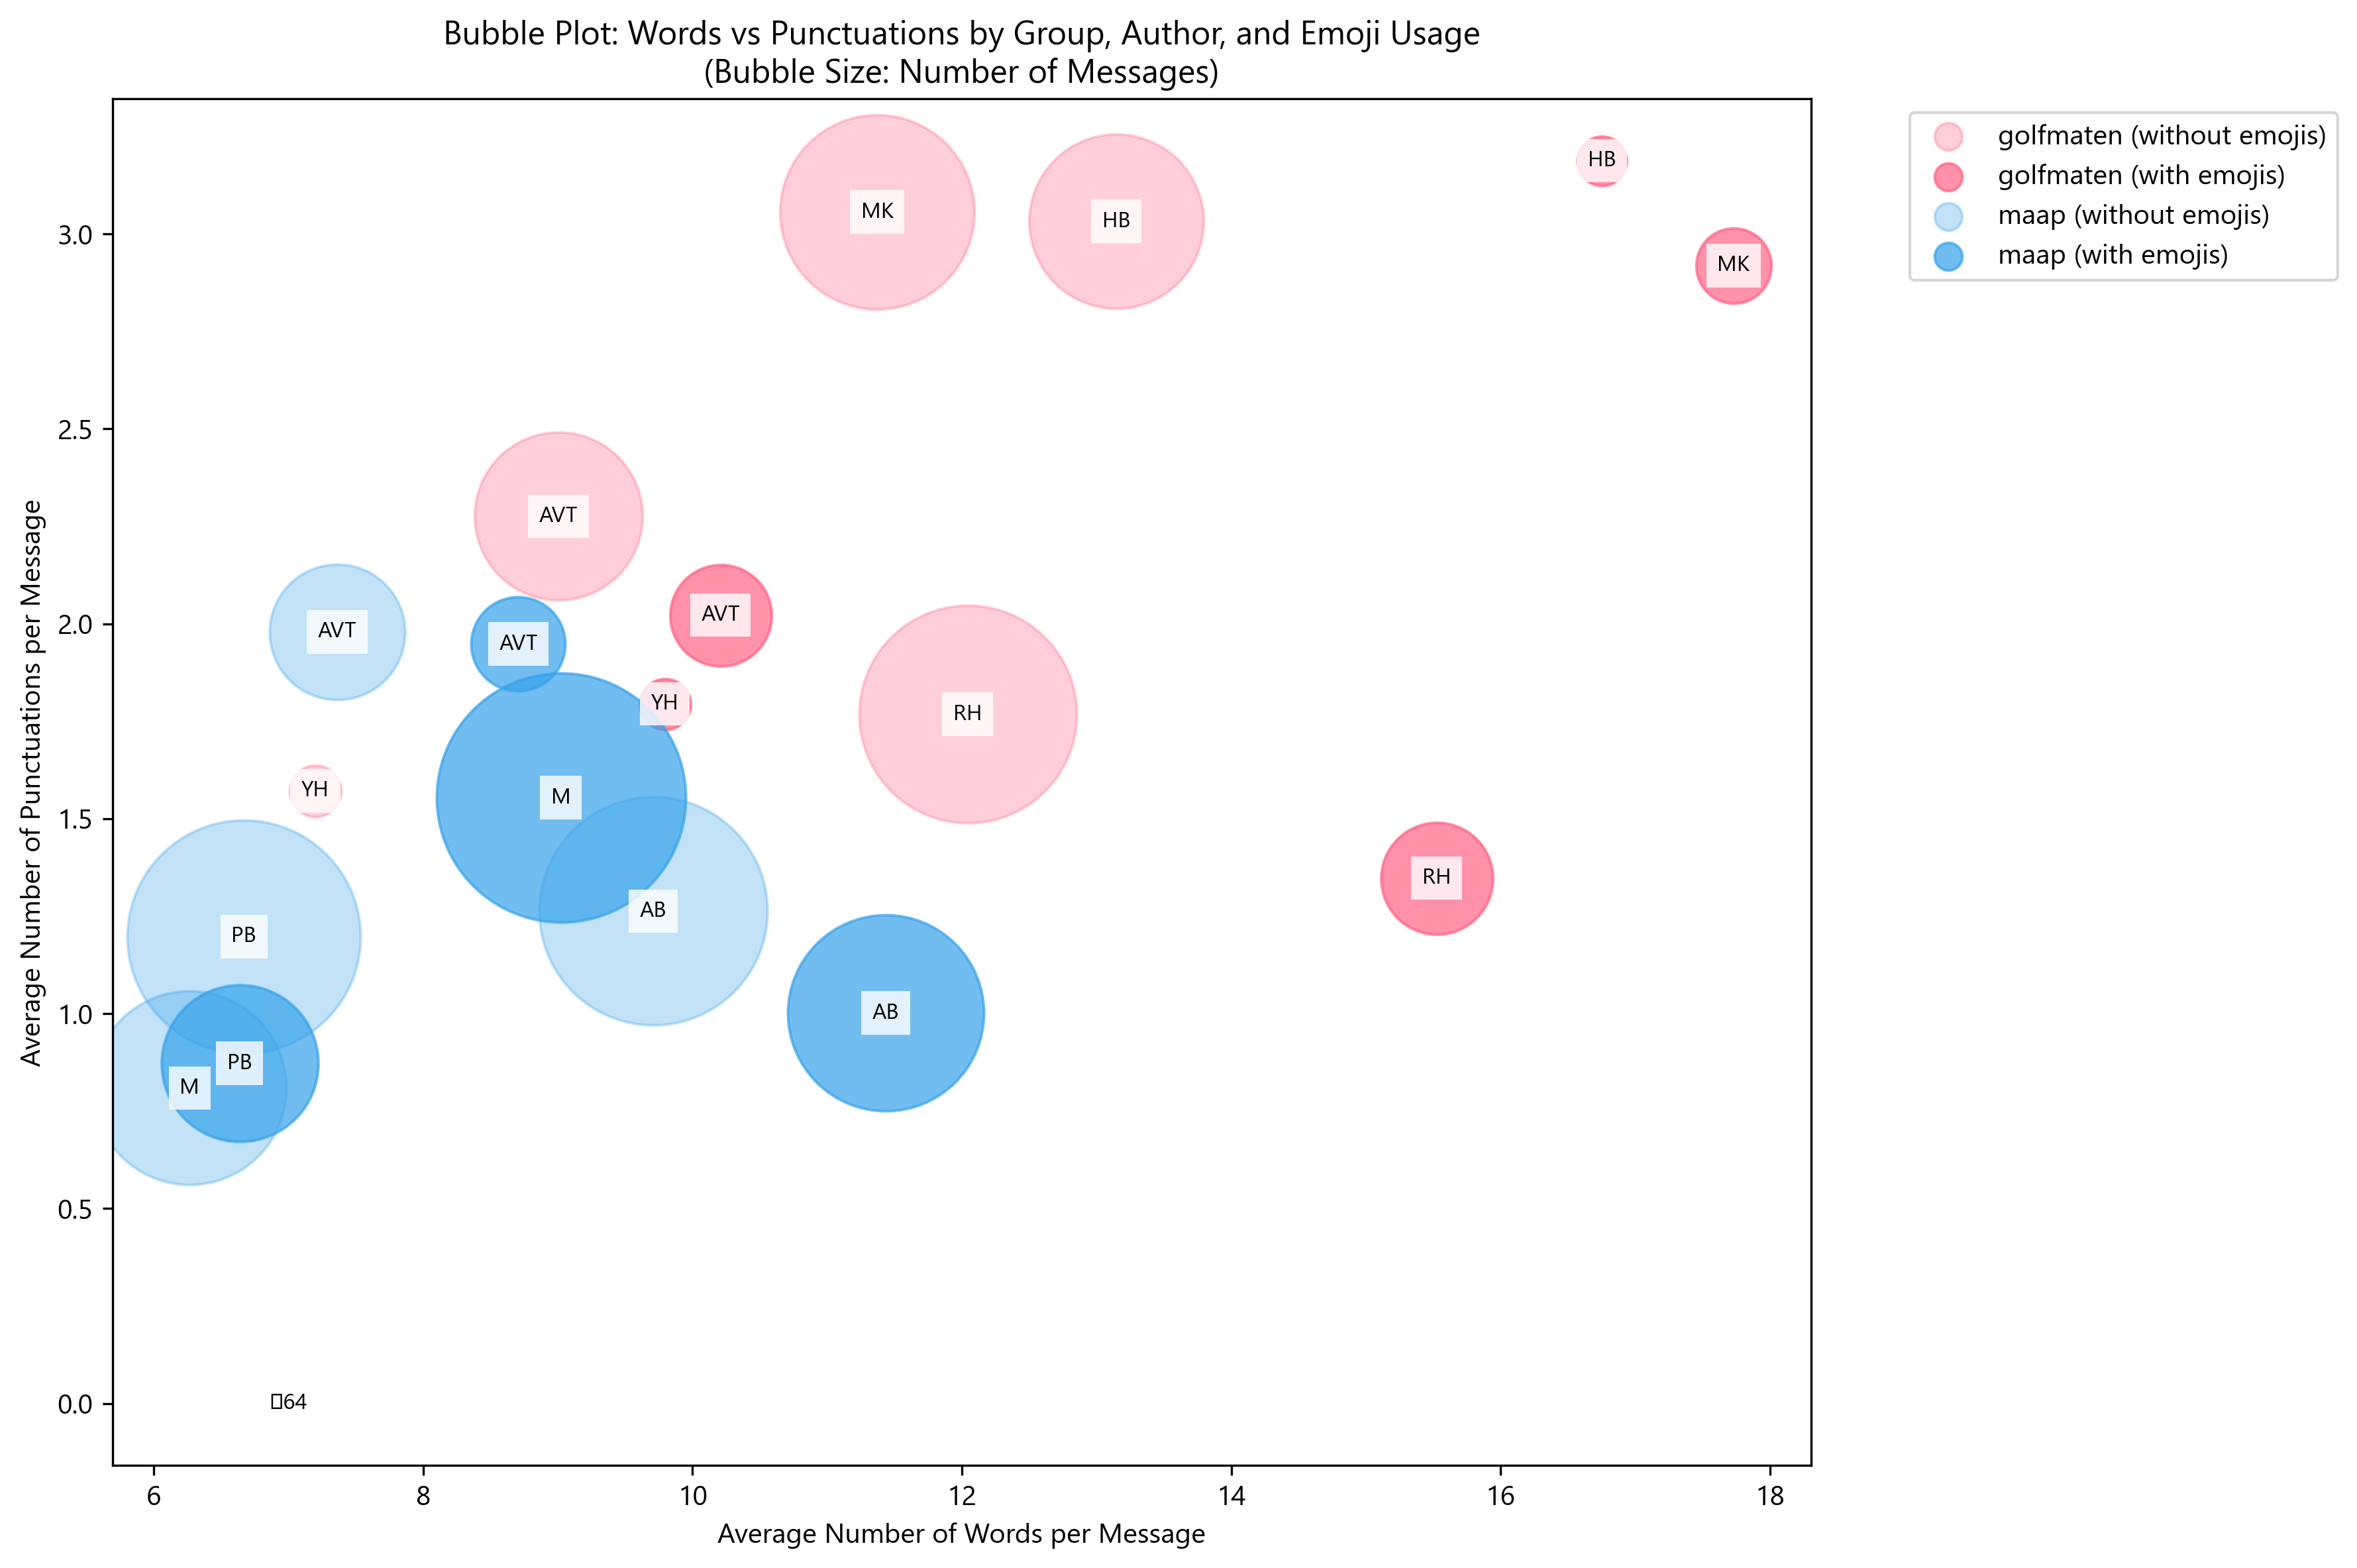 Bubble Plot: Words vs Punctuations by Group, Author, and Emoji Usage
(Bubble Size: Number of Messages)
golfmaten (without emojis)
golfmaten (with emojis)
maap (without emojis)
maap (with emojis)
Average Number of Punctuations per Message
3.0
2.5
2.0
1.5
1.0
0.5
0.0
HB
MK
HB
MK
AVT
AVT
AVT
AVT
YH
RH
YH
M
RH
AB
PB
AB
PB
M
64
6
8
10
12
14
16
18
Average Number of Words per Message